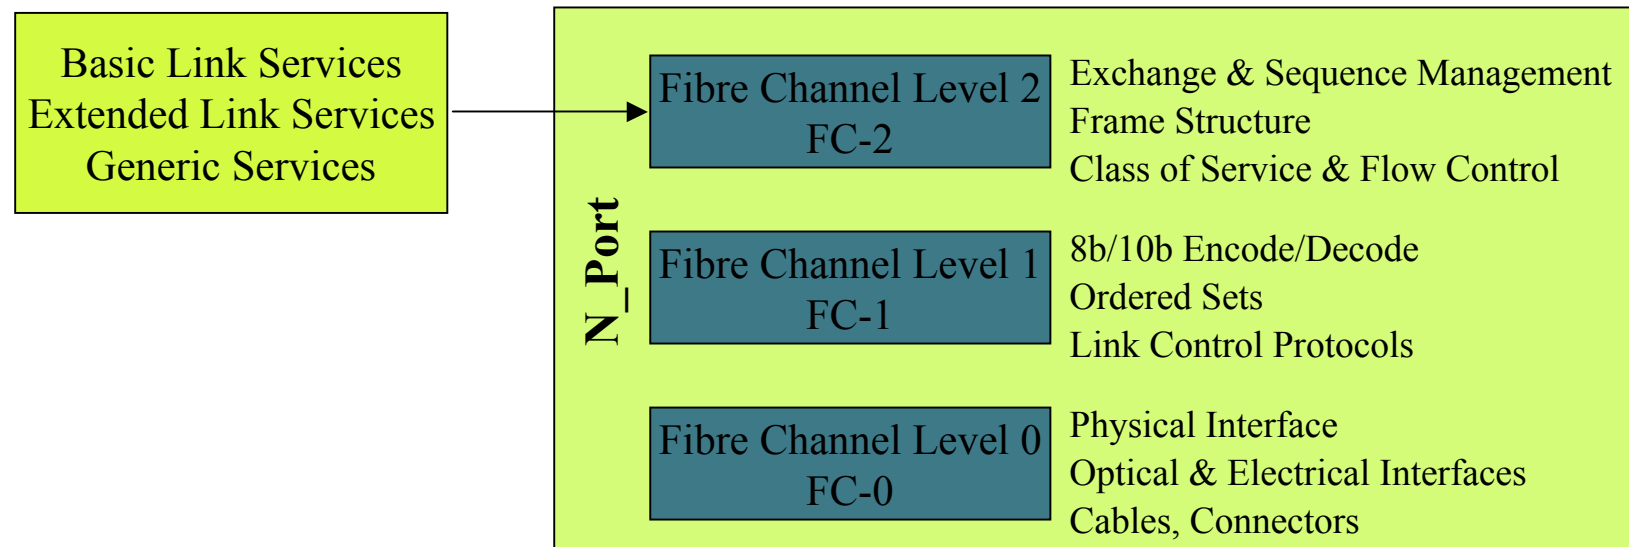 Basic Link Services
Extended Link Services
Generic Services
N_Port
Fibre Channel Level 2
FC-2
Exchange & Sequence Management
Frame Structure
Class of Service & Flow Control
Fibre Channel Level 1
FC-1
8b/10b Encode/Decode
Ordered Sets
Link Control Protocols
Fibre Channel Level 0
FC-0
Physical Interface
Optical & Electrical Interfaces
Cables, Connectors